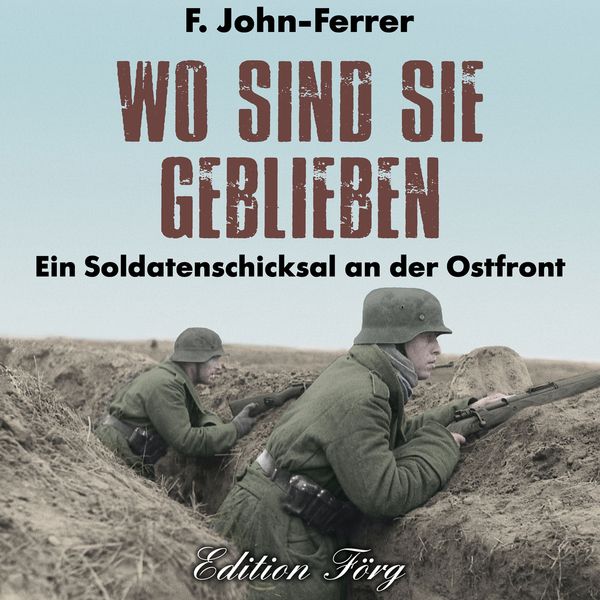 F. John-Ferrer
WO SIND SIE
GEBLIEBEN
Ein Soldatenschicksal an der Ostfront
Edition Förg